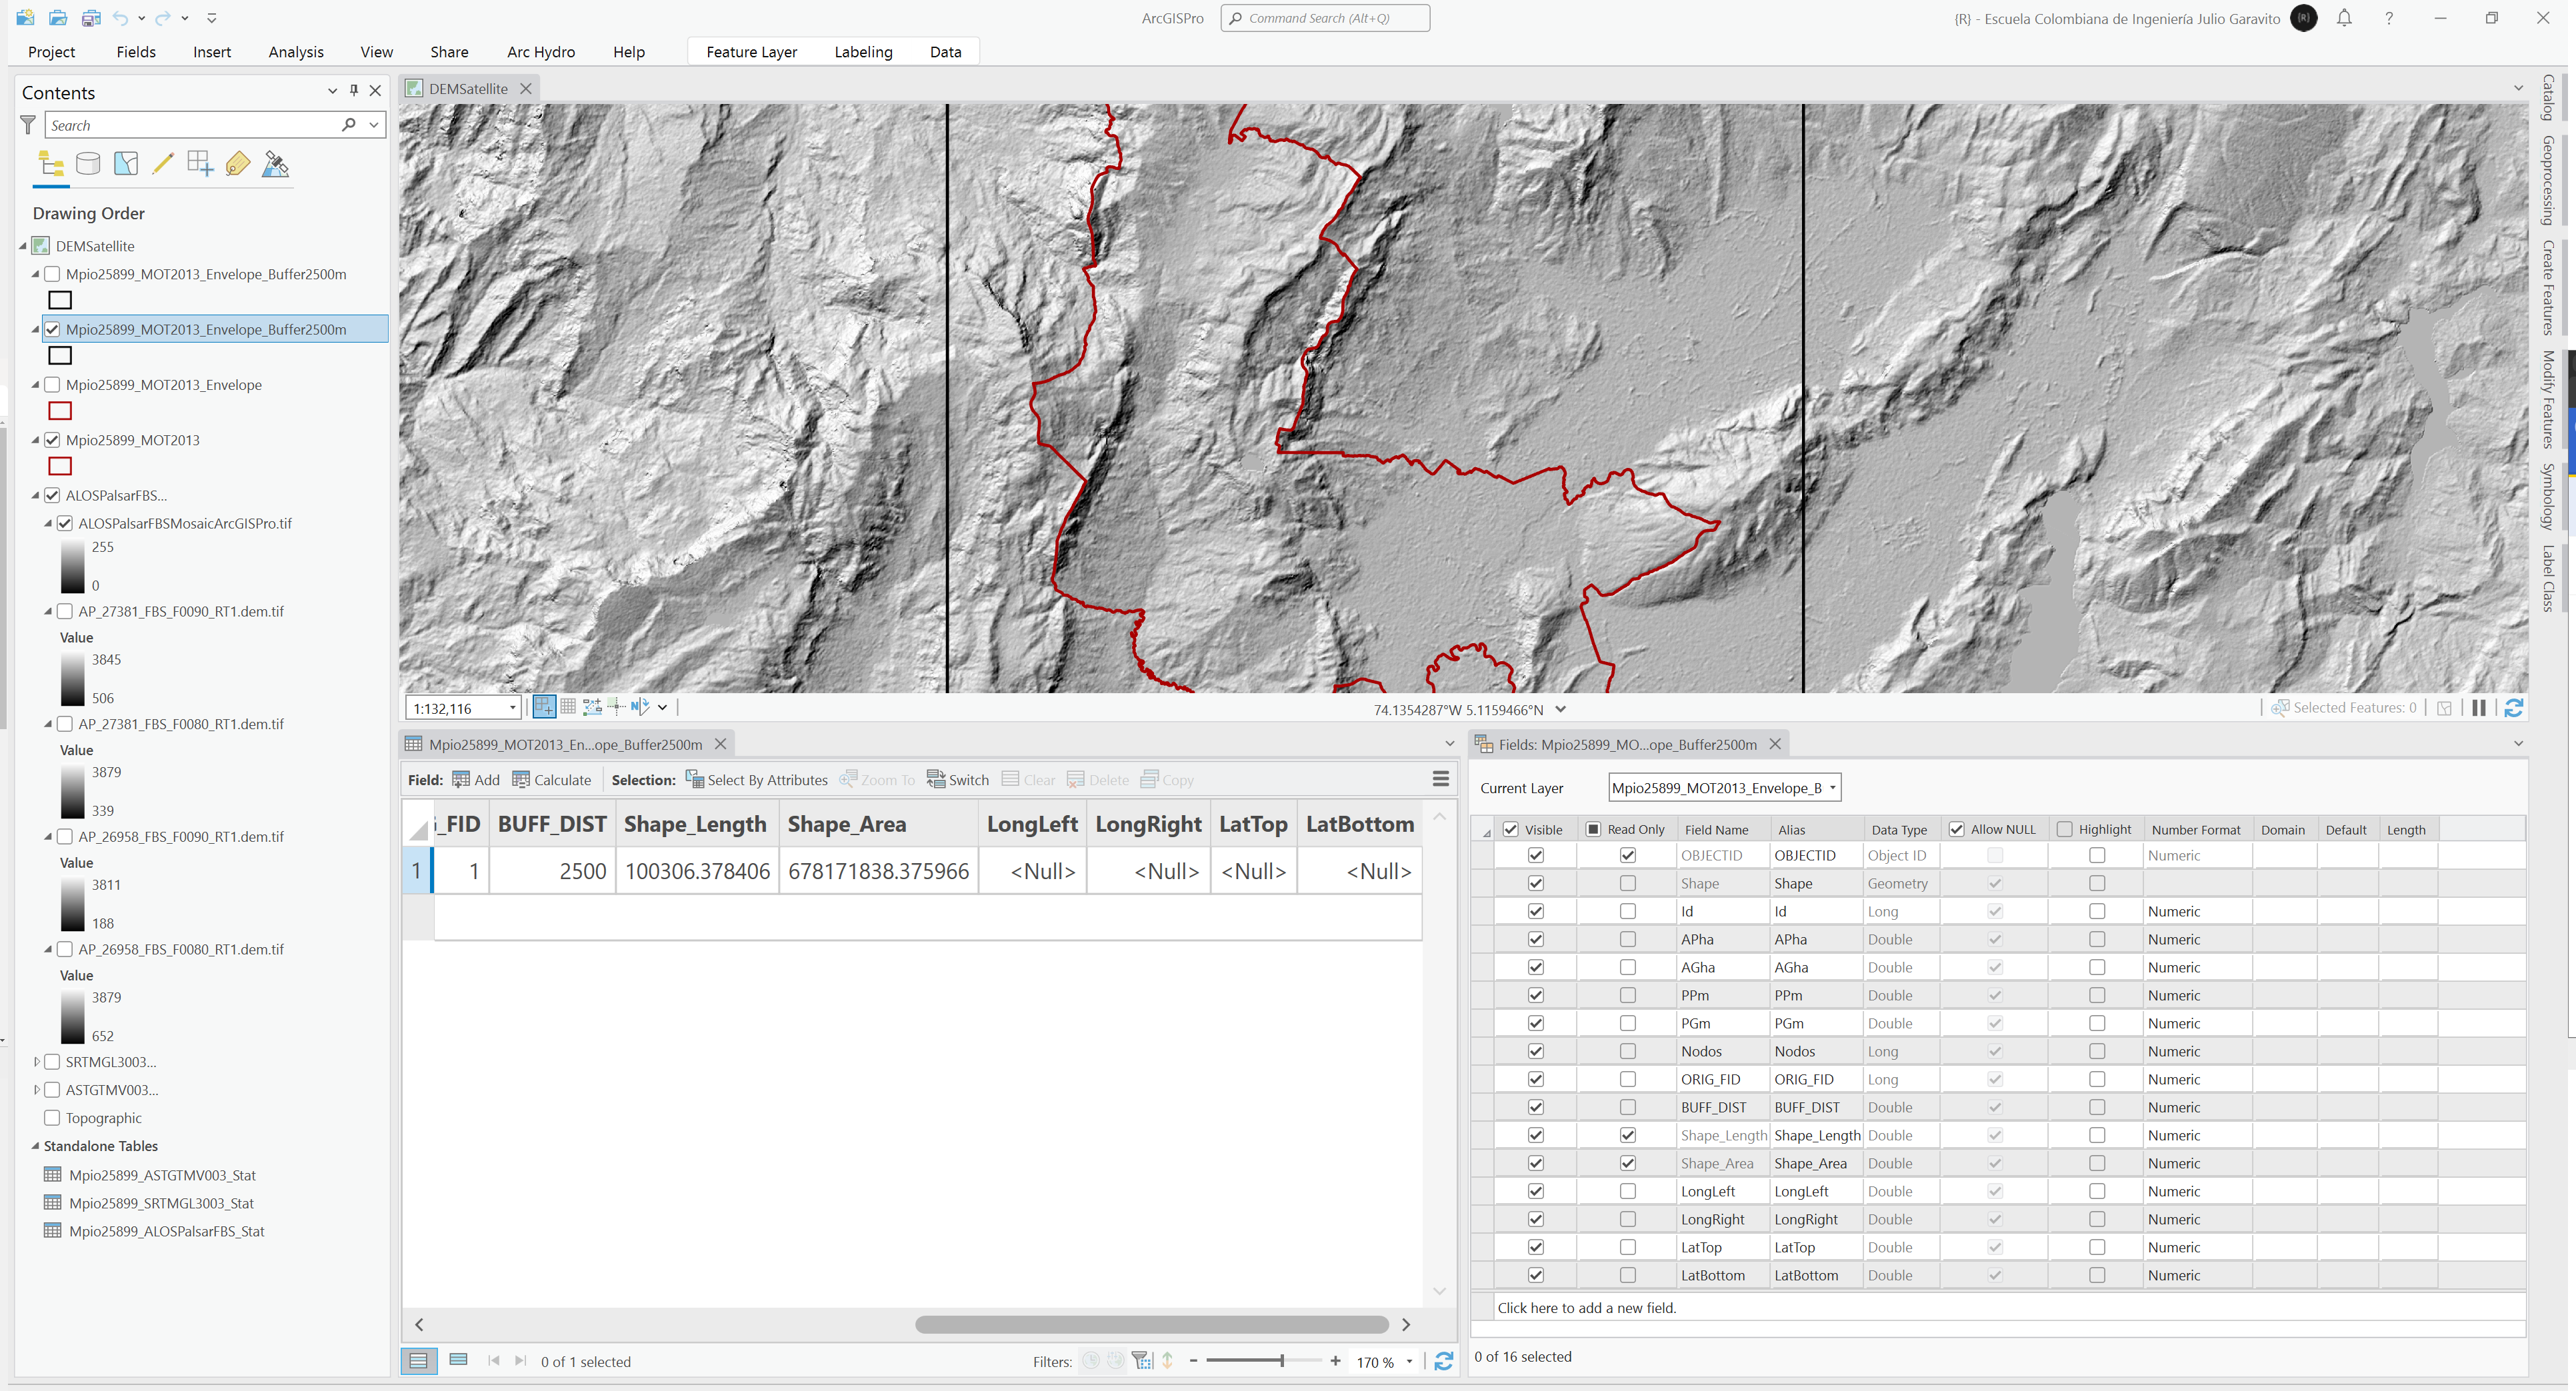 ArcGISPro
Command Search (Alt+Q)
{R} - Escuela Colombiana de Ingeniería Julio Garavito
{R}
?
Project Fields Insert Analysis View Share Arc Hydro Help Feature Layer Labeling Data
Contents
Search
Drawing Order
DEMSatellite
Mpio25899_MOT2013_Envelope_Buffer2500m
Mpio25899_MOT2013_Envelope_Buffer2500m
Mpio25899_MOT2013_Envelope
Mpio25899_MOT2013
ALOSPalsarFBS...
ALOSPalsarFBSMosaicArcGISPro.tif
255
0
AP_27381_FBS_F0090_RT1.dem.tif
Value
3845
506
AP_27381_FBS_F0080_RT1.dem.tif
Value
3879
339
AP_26958_FBS_F0090_RT1.dem.tif
Value
3811
188
AP_26958_FBS_F0080_RT1.dem.tif
Value
3879
652
SRTMGL3003...
ASTGTMV003...
Topographic
Standalone Tables
Mpio25899_ASTGTMV003_Stat
Mpio25899_SRTMGL3003_Stat
Mpio25899_ALOSPalsarFBS_Stat
DEMSatellite
1:132,116
74.1354287°W 5.1159466°N
Selected Features: 0
Mpio25899_MOT2013_En...ope_Buffer2500m
Field: Add Calculate Selection: Select By Attributes Zoom To Switch Clear Delete Copy
_FID BUFF_DIST Shape_Length Shape_Area LongLeft LongRight LatTop LatBottom
1 1 2500 100306.378406 678171838.375966 <Null> <Null> <Null> <Null>
0 of 1 selected
Filters:
170 %
Fields: Mpio25899_MO...ope_Buffer2500m
Current Layer Mpio25899_MOT2013_Envelope_B
Visible Read Only Field Name Alias Data Type Allow NULL Highlight Number Format Domain Default Length
OBJECTID OBJECTID Object ID Numeric
Shape Shape Geometry
Id Id Long Numeric
APha APha Double Numeric
AGha AGha Double Numeric
PPm PPm Double Numeric
PGm PGm Double Numeric
Nodos Nodos Long Numeric
ORIG_FID ORIG_FID Long Numeric
BUFF_DIST BUFF_DIST Double Numeric
Shape_Length Shape_Length Double Numeric
Shape_Area Shape_Area Double Numeric
LongLeft LongLeft Double Numeric
LongRight LongRight Double Numeric
LatTop LatTop Double Numeric
LatBottom LatBottom Double Numeric
Click here to add a new field.
0 of 16 selected
Catalog
Geoprocessing
Create Features
Modify Features
Symbology
Label Class